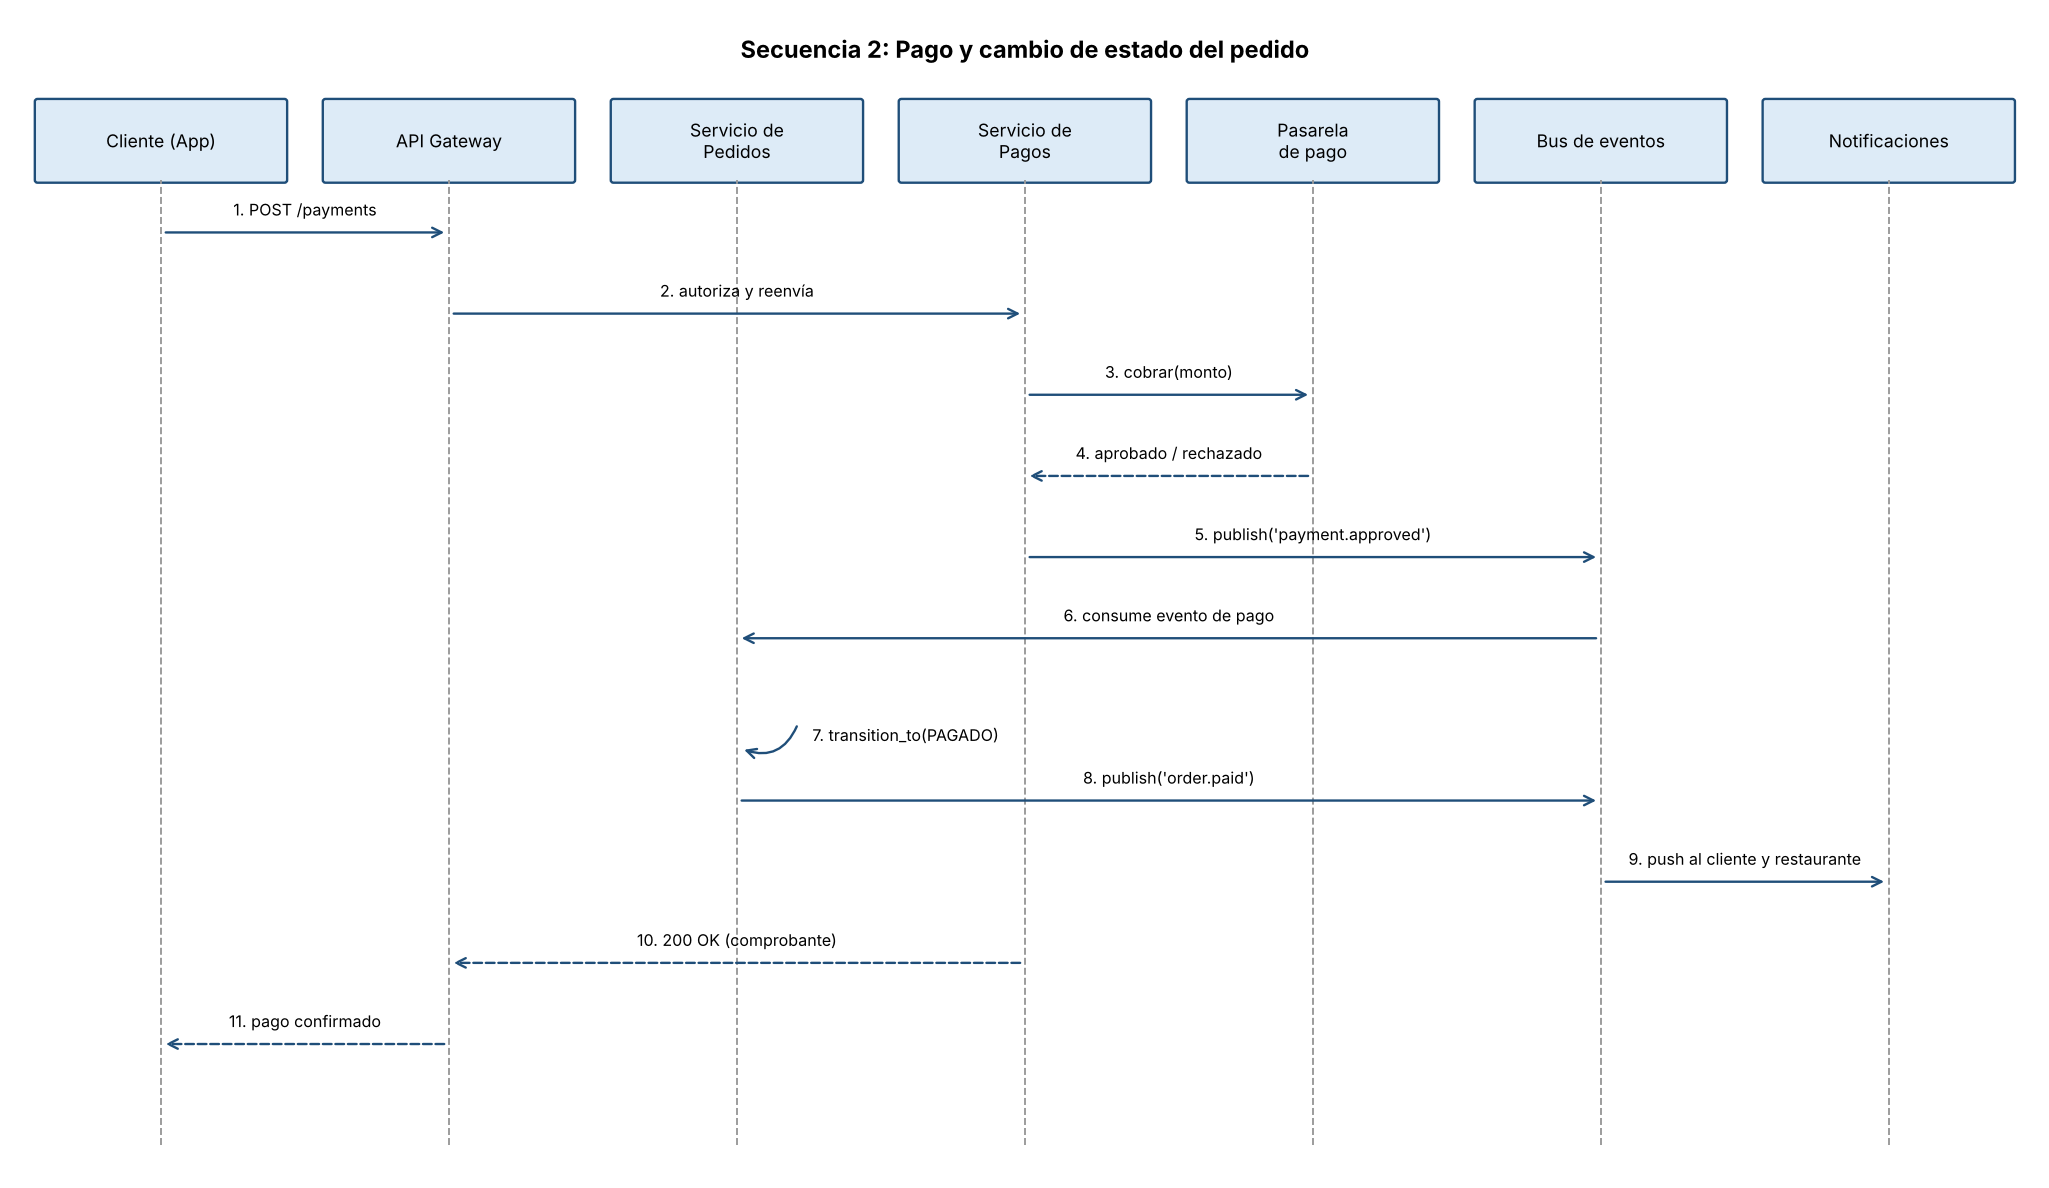 Secuencia 2: Pago y cambio de estado del pedido
Cliente (App)
API Gateway
Servicio de
Pedidos
Servicio de
Pagos
Pasarela
de pago
Bus de eventos
Notificaciones
1. POST /payments
2. autoriza y reenvía
3. cobrar(monto)
4. aprobado / rechazado
5. publish('payment.approved')
6. consume evento de pago
7. transition_to(PAGADO)
8. publish('order.paid')
9. push al cliente y restaurante
10. 200 OK (comprobante)
11. pago confirmado